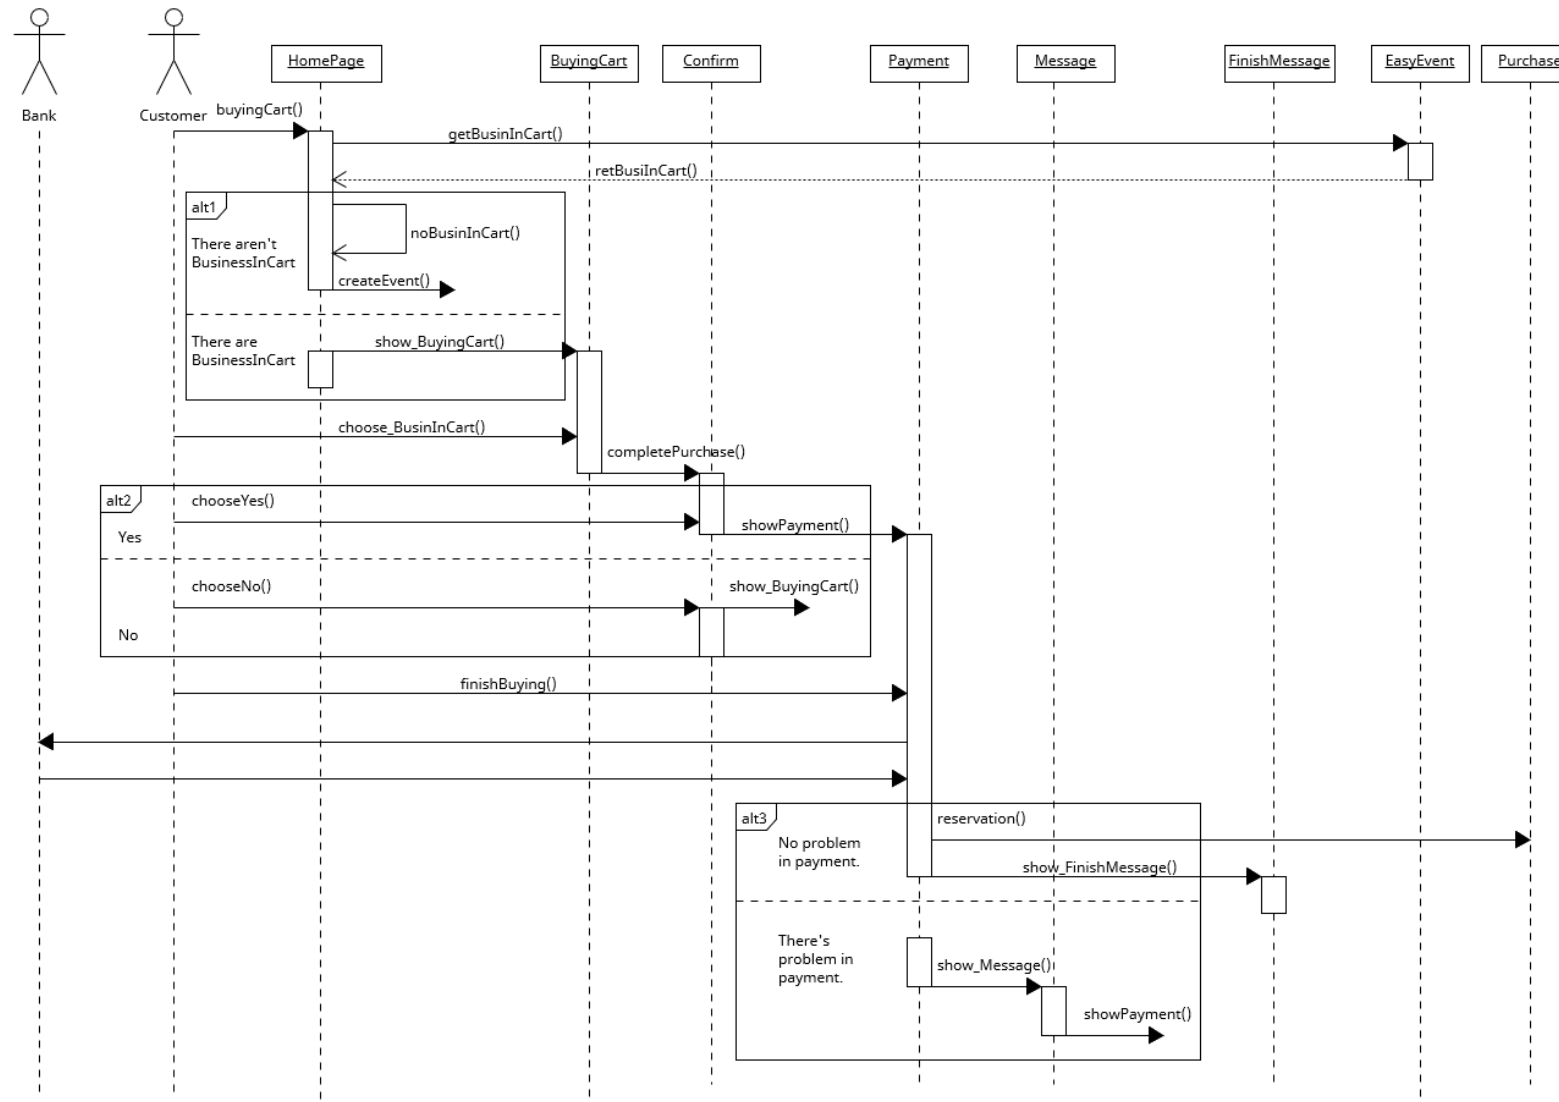 HomePage
BuyingCart
Confirm
Payment
Message
FinishMessage
EasyEvent
Purchase
Bank
Customer
buyingCart()
getBusinInCart()
retBusiInCart()
alt1
noBusinInCart()
There aren't
BusinessInCart
createEvent()
There are
BusinessInCart
show_BuyingCart()
choose_BusinInCart()
completePurchase()
alt2
chooseYes()
showPayment()
Yes
chooseNo()
show_BuyingCart()
No
finishBuying()
alt3
reservation()
No problem
in payment.
show_FinishMessage()
There's
problem in
payment.
show_Message()
showPayment()